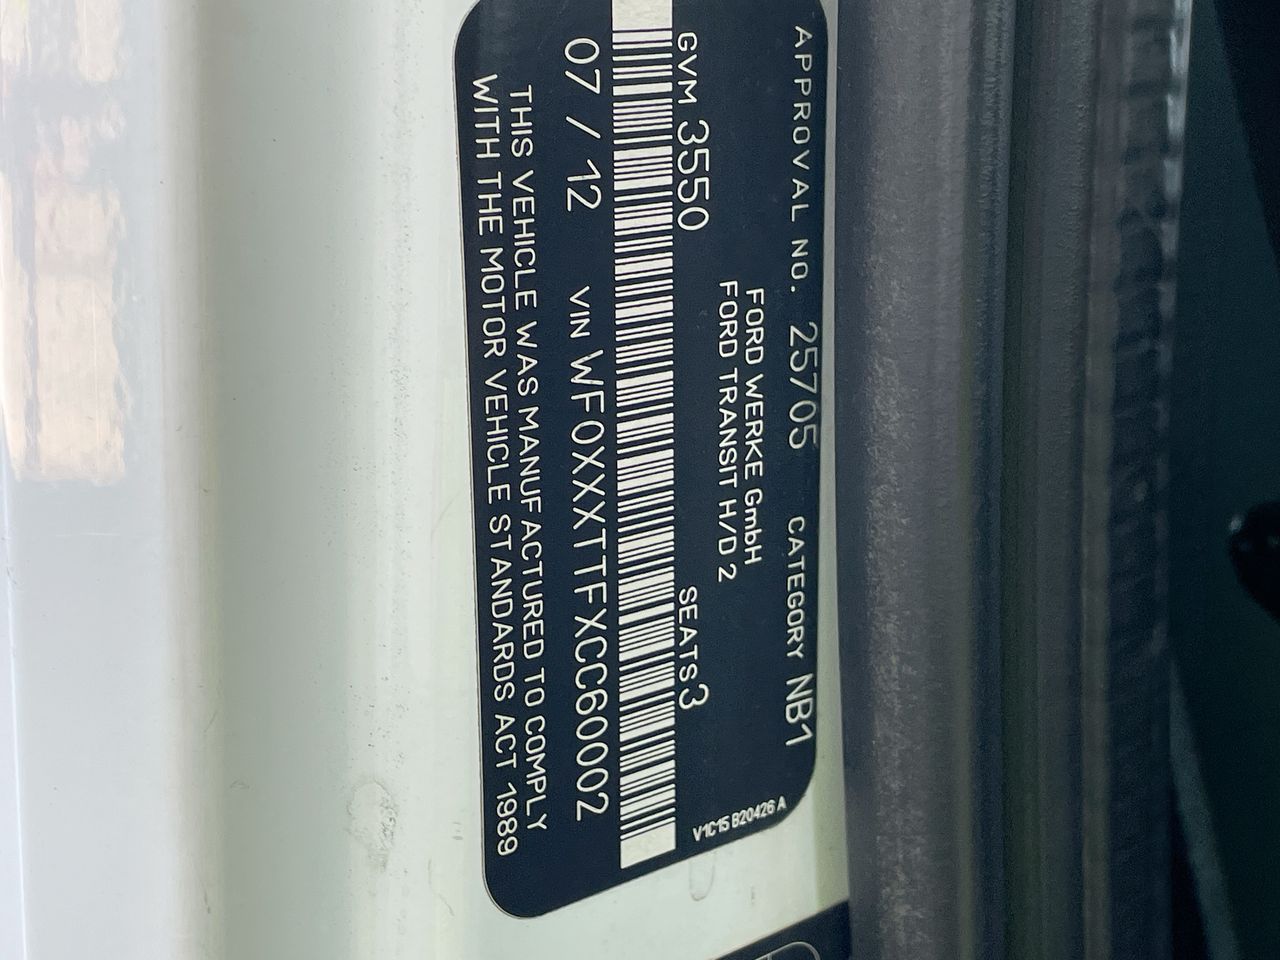 APPROVAL NO. 25705 CATEGORY NB1
FORD WERKE GmbH
FORD TRANSIT H/D 2
GVM 3550 SEATS 3
07 / 12 VIN WF0XXXTTFXCC60002
THIS VEHICLE WAS MANUFACTURED TO COMPLY
WITH THE MOTOR VEHICLE STANDARDS ACT 1989
V1C15 B20426 A